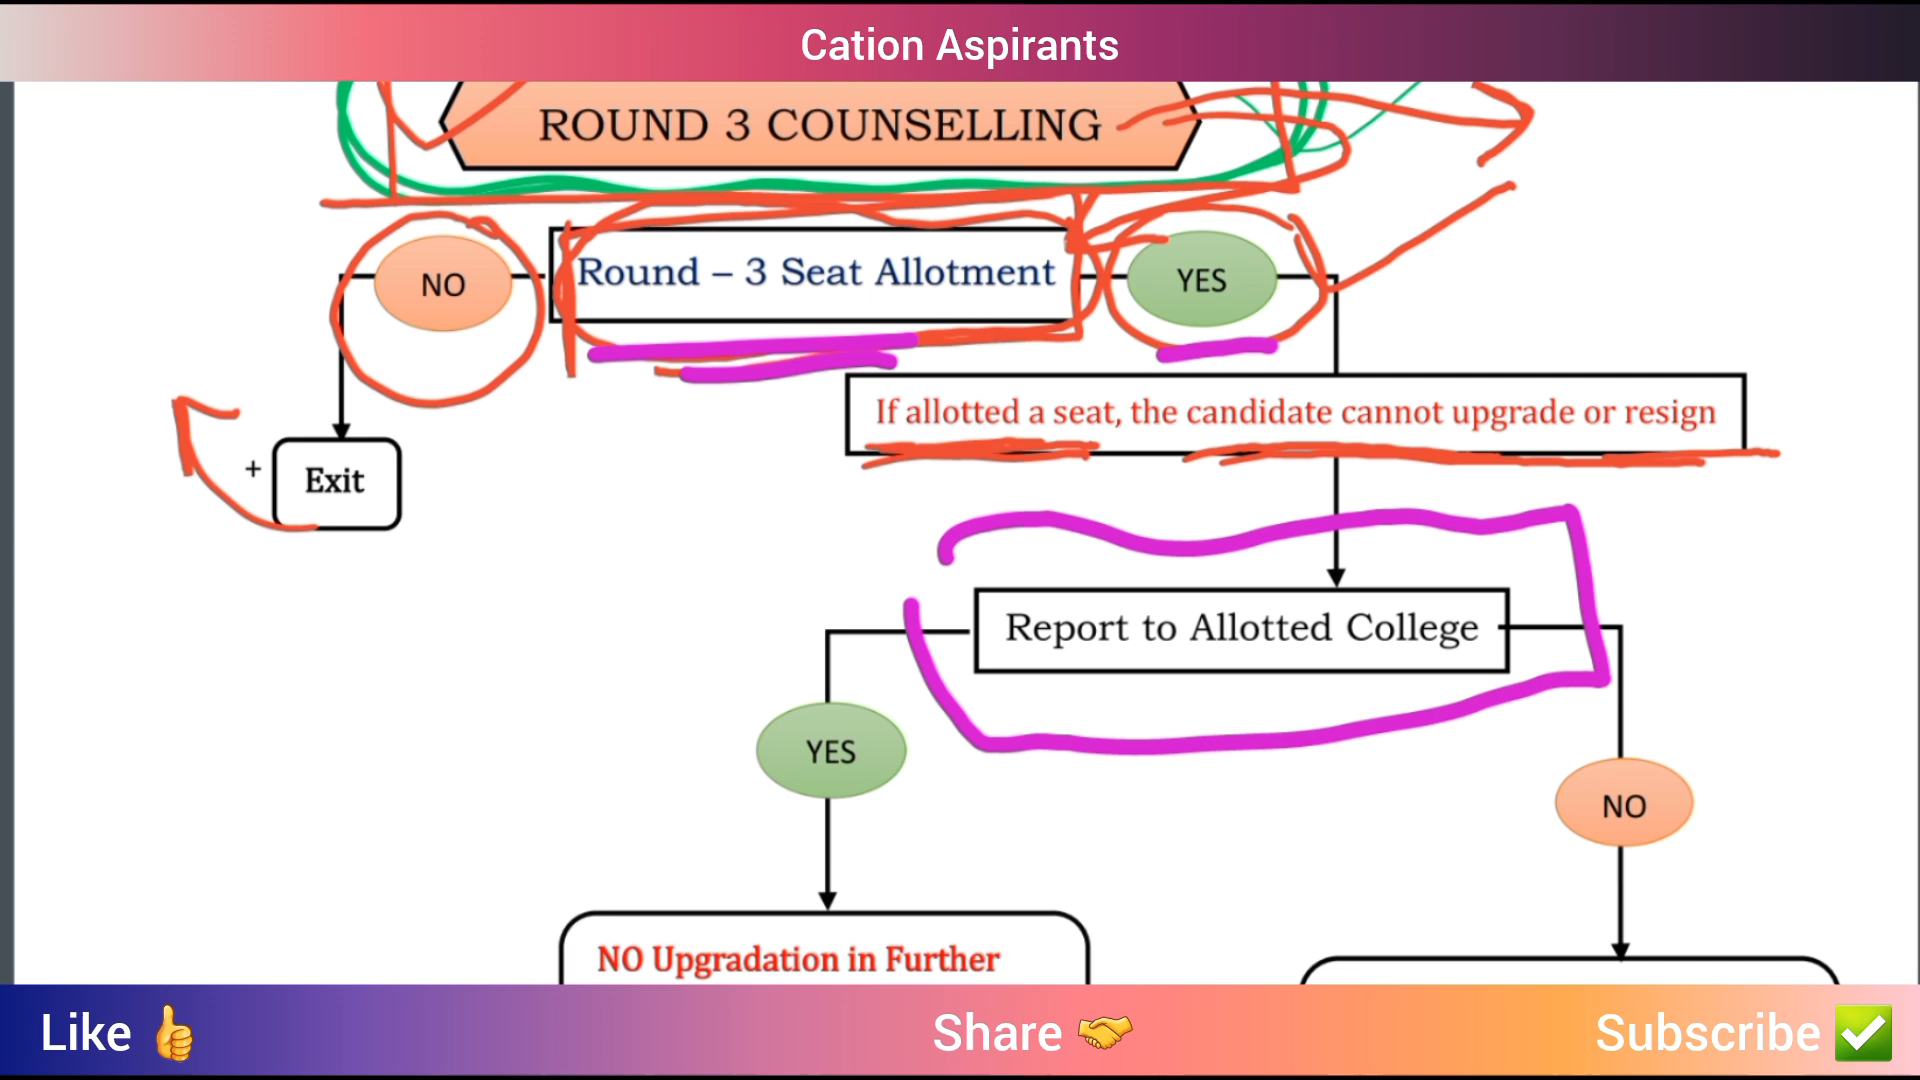 Cation Aspirants
ROUND 3 COUNSELLING
NO
Round – 3 Seat Allotment
YES
If allotted a seat, the candidate cannot upgrade or resign
+
Exit
Report to Allotted College
YES
NO
NO Upgradation in Further
Like 👍
Share 🤝
Subscribe ✅